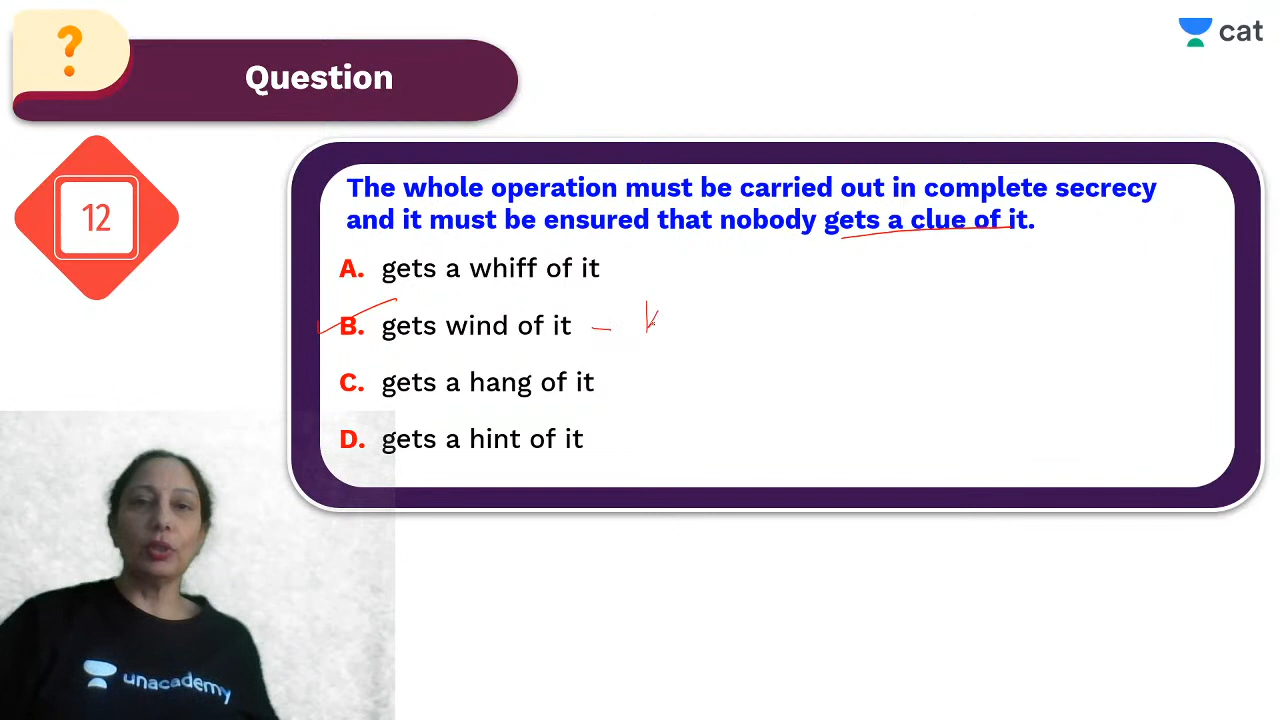 ?
Question
cat
12
The whole operation must be carried out in complete secrecy
and it must be ensured that nobody gets a clue of it.
A. gets a whiff of it
B. gets wind of it
C. gets a hang of it
D. gets a hint of it
unacademy